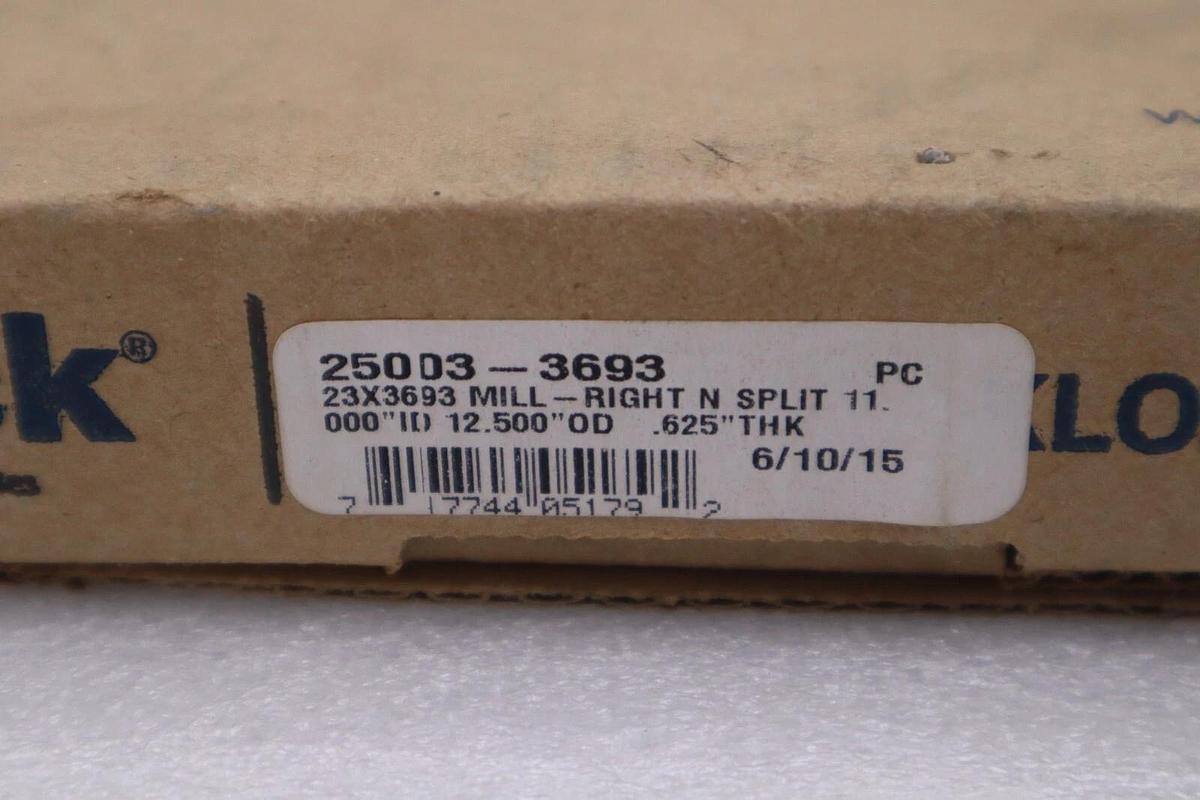 k®
25003-3693 PC
23X3693 MILL-RIGHT N SPLIT 11.
000"ID 12.500"OD .625"THK
6/10/15
7 17744 05179 2
KLO